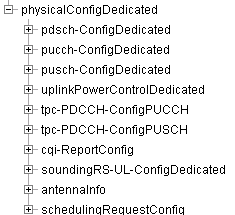 physicalConfigDedicated
pdsch-ConfigDedicated
pucch-ConfigDedicated
pusch-ConfigDedicated
uplinkPowerControlDedicated
tpc-PDCCH-ConfigPUCCH
tpc-PDCCH-ConfigPUSCH
cqi-ReportConfig
soundingRS-UL-ConfigDedicated
antennaInfo
schedulingRequestConfig